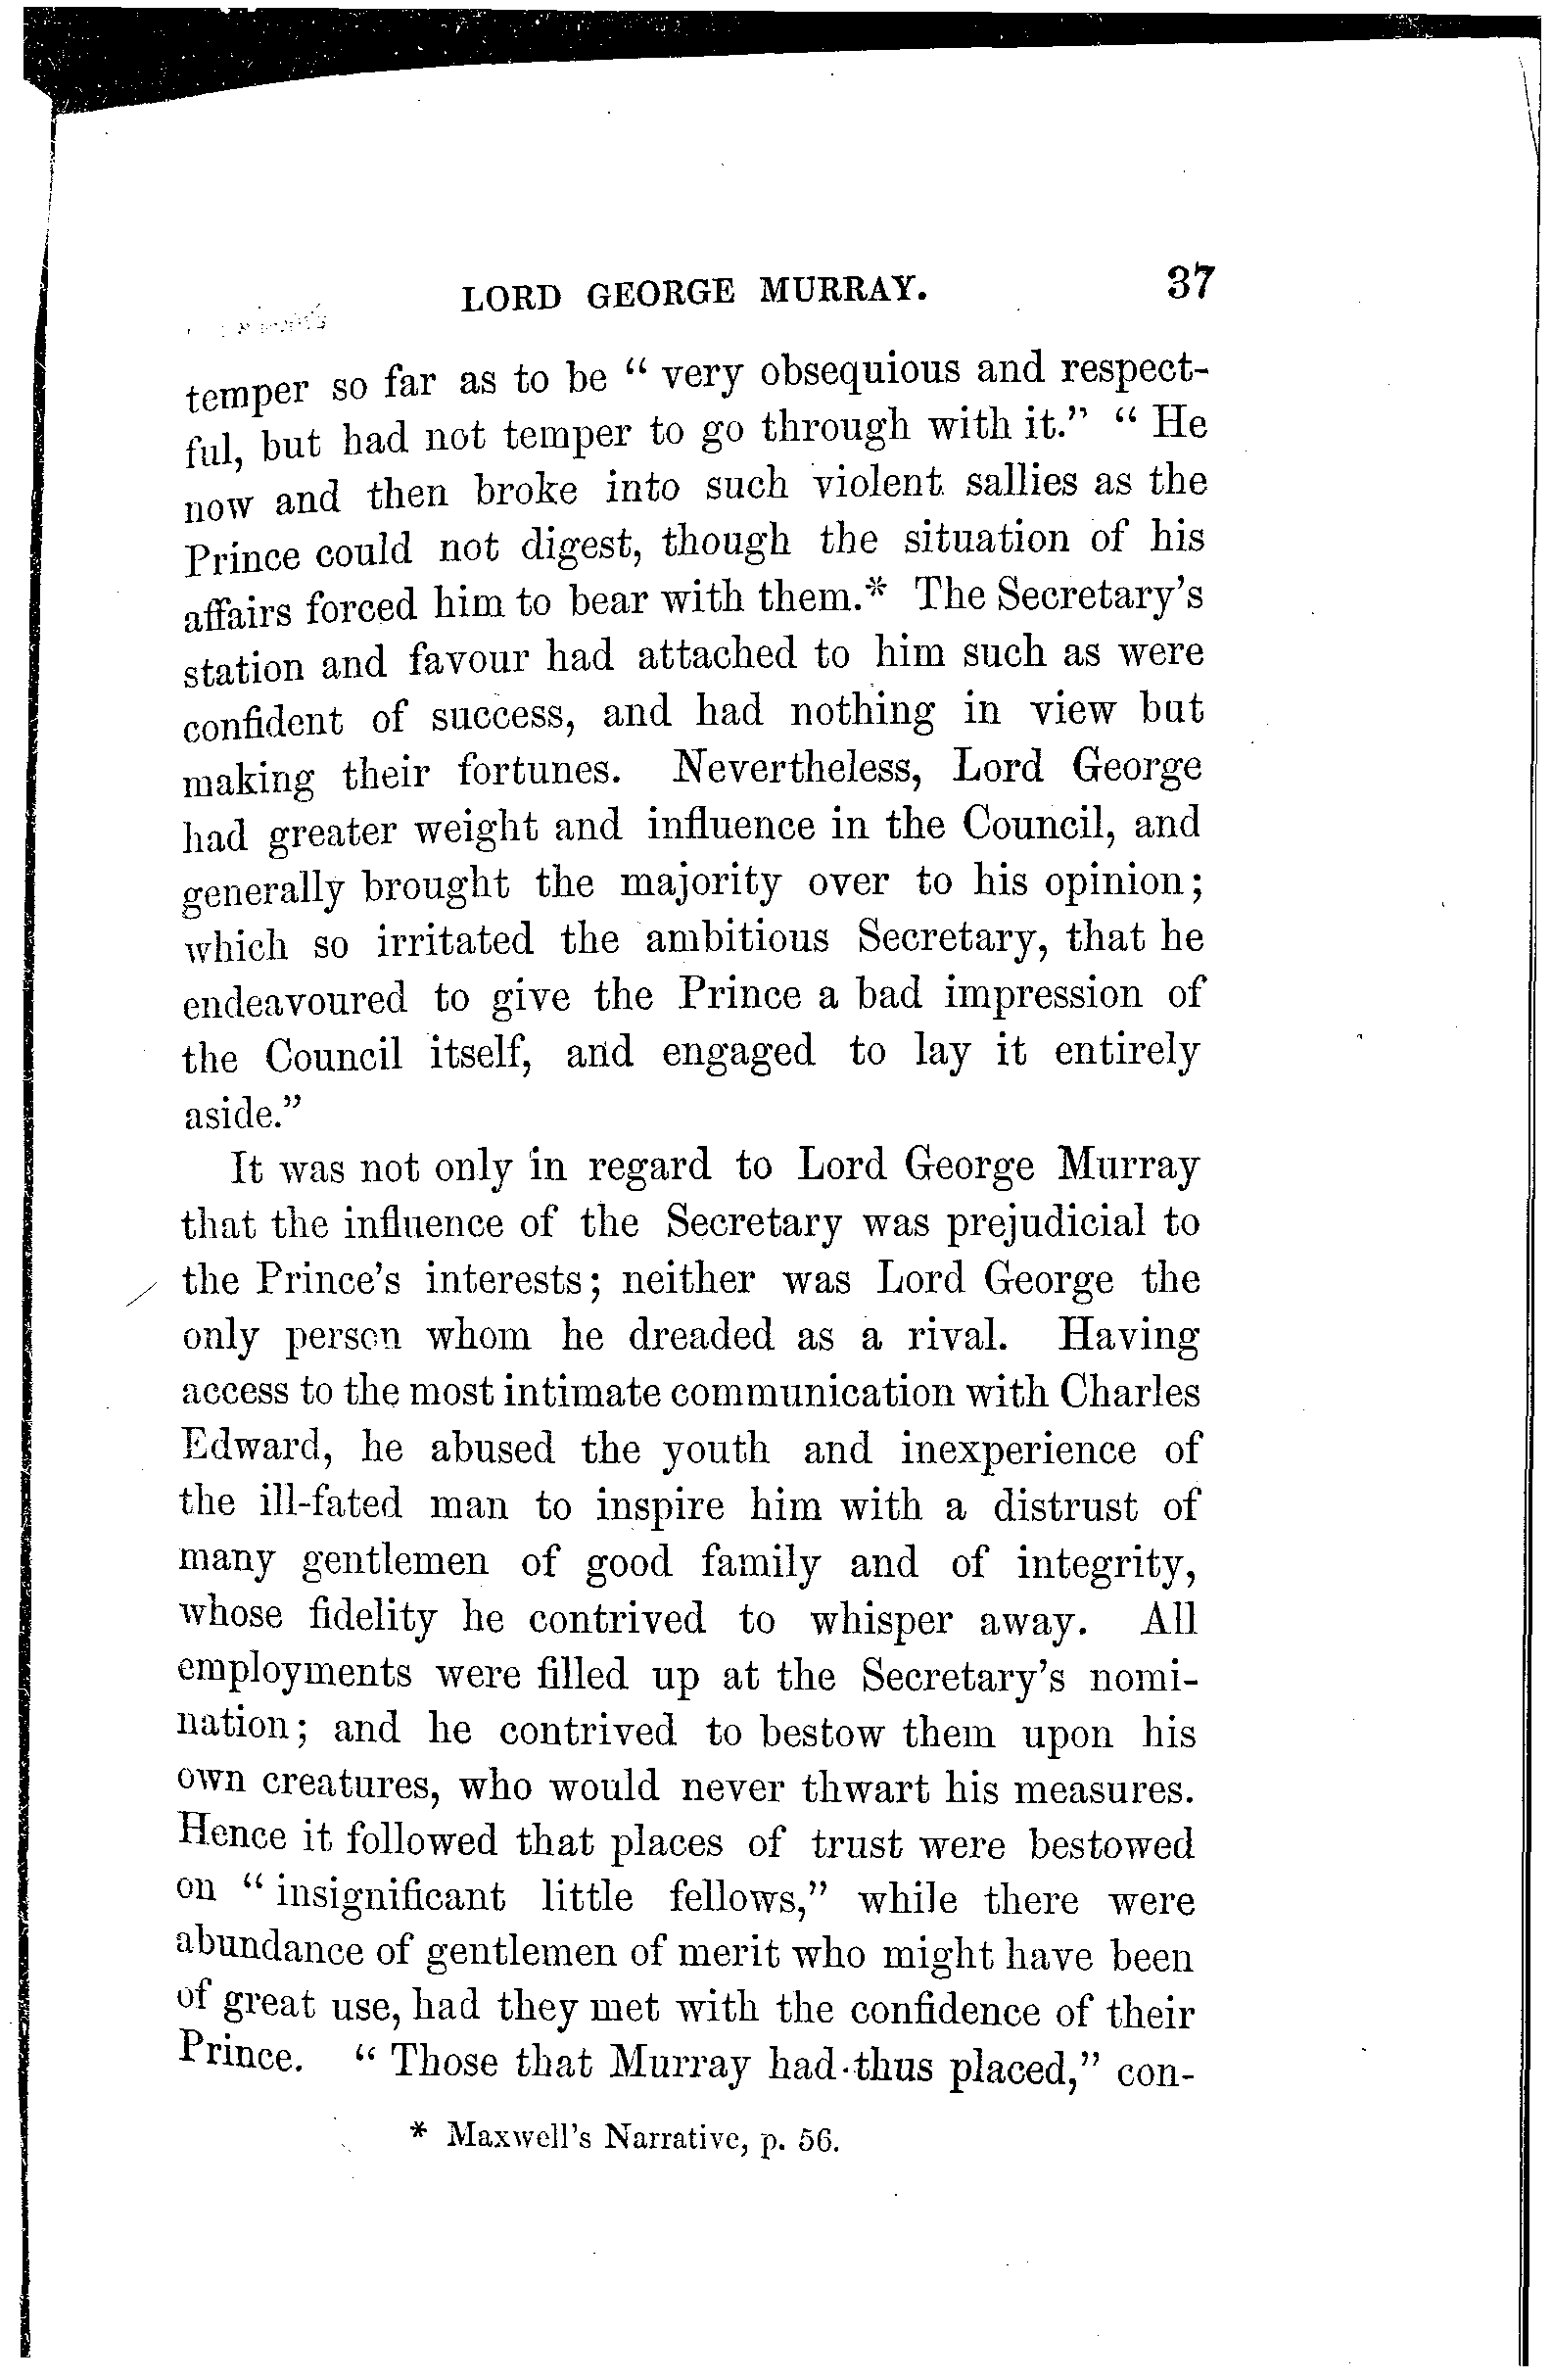 LORD GEORGE MURRAY. 37
temper so far as to be " very obsequious and respect-
ful, but had not temper to go through with it." " He
now and then broke into such violent sallies as the
Prince could not digest, though the situation of his
affairs forced him to bear with them.* The Secretary's
station and favour had attached to him such as were
confident of success, and had nothing in view but
making their fortunes. Nevertheless, Lord George
had greater weight and influence in the Council, and
generally brought the majority over to his opinion;
which so irritated the ambitious Secretary, that he
endeavoured to give the Prince a bad impression of
the Council itself, and engaged to lay it entirely
aside."
It was not only in regard to Lord George Murray
that the influence of the Secretary was prejudicial to
the Prince's interests; neither was Lord George the
only person whom he dreaded as a rival. Having
access to the most intimate communication with Charles
Edward, he abused the youth and inexperience of
the ill-fated man to inspire him with a distrust of
many gentlemen of good family and of integrity,
whose fidelity he contrived to whisper away. All
employments were filled up at the Secretary's nomi-
nation; and he contrived to bestow them upon his
own creatures, who would never thwart his measures.
Hence it followed that places of trust were bestowed
on " insignificant little fellows," while there were
abundance of gentlemen of merit who might have been
of great use, had they met with the confidence of their
Prince. " Those that Murray had thus placed," con-
* Maxwell's Narrative, p. 56.